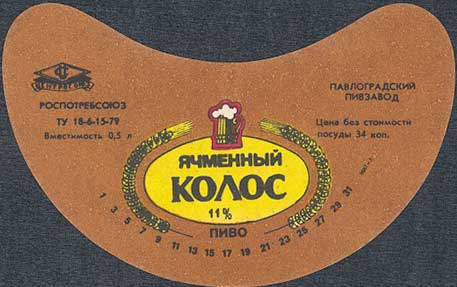 ЦЕНТРОСОЮЗ
РОСПОТРЕБСОЮЗ
ТУ 18-6-15-79
Вместимость 0,5 л
ПАВЛОГРАДСКИЙ
ПИВЗАВОД
Цена без стоимости
посуды 34 коп.
ЯЧМЕННЫЙ
КОЛОС
11%
ПИВО
1 3 5 7 9 11 13 15 17 19 21 23 25 27 29 31